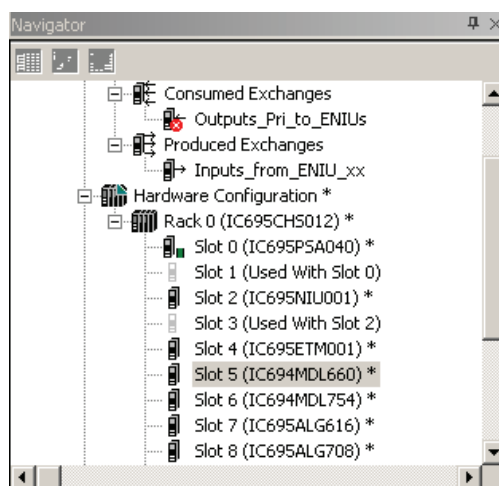 Navigator
Consumed Exchanges
Output_Pri_to_ENIUs
Produced Exchanges
Inputs_from_ENIU_xx
Hardware Configuration *
Rack 0 (IC695CHS012) *
Slot 0 (IC695PSA040) *
Slot 1 (Used With Slot 0)
Slot 2 (IC695NIU001) *
Slot 3 (Used With Slot 2)
Slot 4 (IC695ETM001) *
Slot 5 (IC694MDL660) *
Slot 6 (IC694MDL754) *
Slot 7 (IC695ALG616) *
Slot 8 (IC695ALG708) *